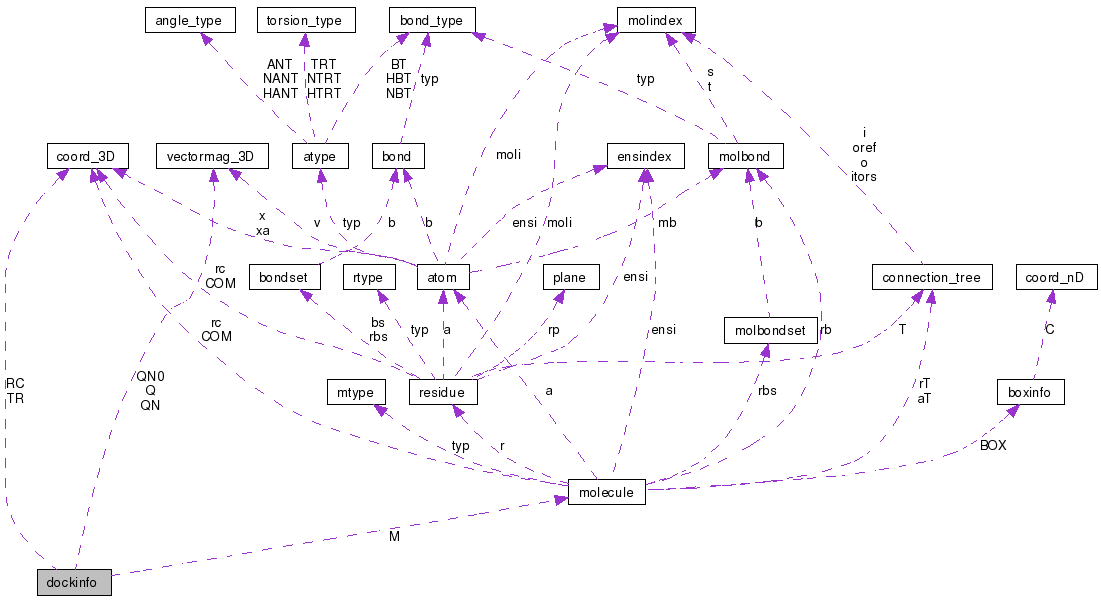 angle_type
torsion_type
bond_type
molindex
ANT
NANT
HANT
TRT
NTRT
HTRT
BT
HBT
NBT
typ
typ
s
t
i
oref
o
itors
coord_3D
vectormag_3D
atype
bond
ensindex
molbond
moli
x
xa
v
typ
b
b
ensi
moli
mb
b
rc
COM
bondset
rtype
atom
plane
connection_tree
coord_nD
ensi
rc
COM
bs
rbs
typ
a
rp
ensi
molbondset
rb
T
C
RC
TR
QN0
Q
QN
mtype
residue
a
rbs
rT
aT
boxinfo
typ
r
BOX
molecule
M
dockinfo